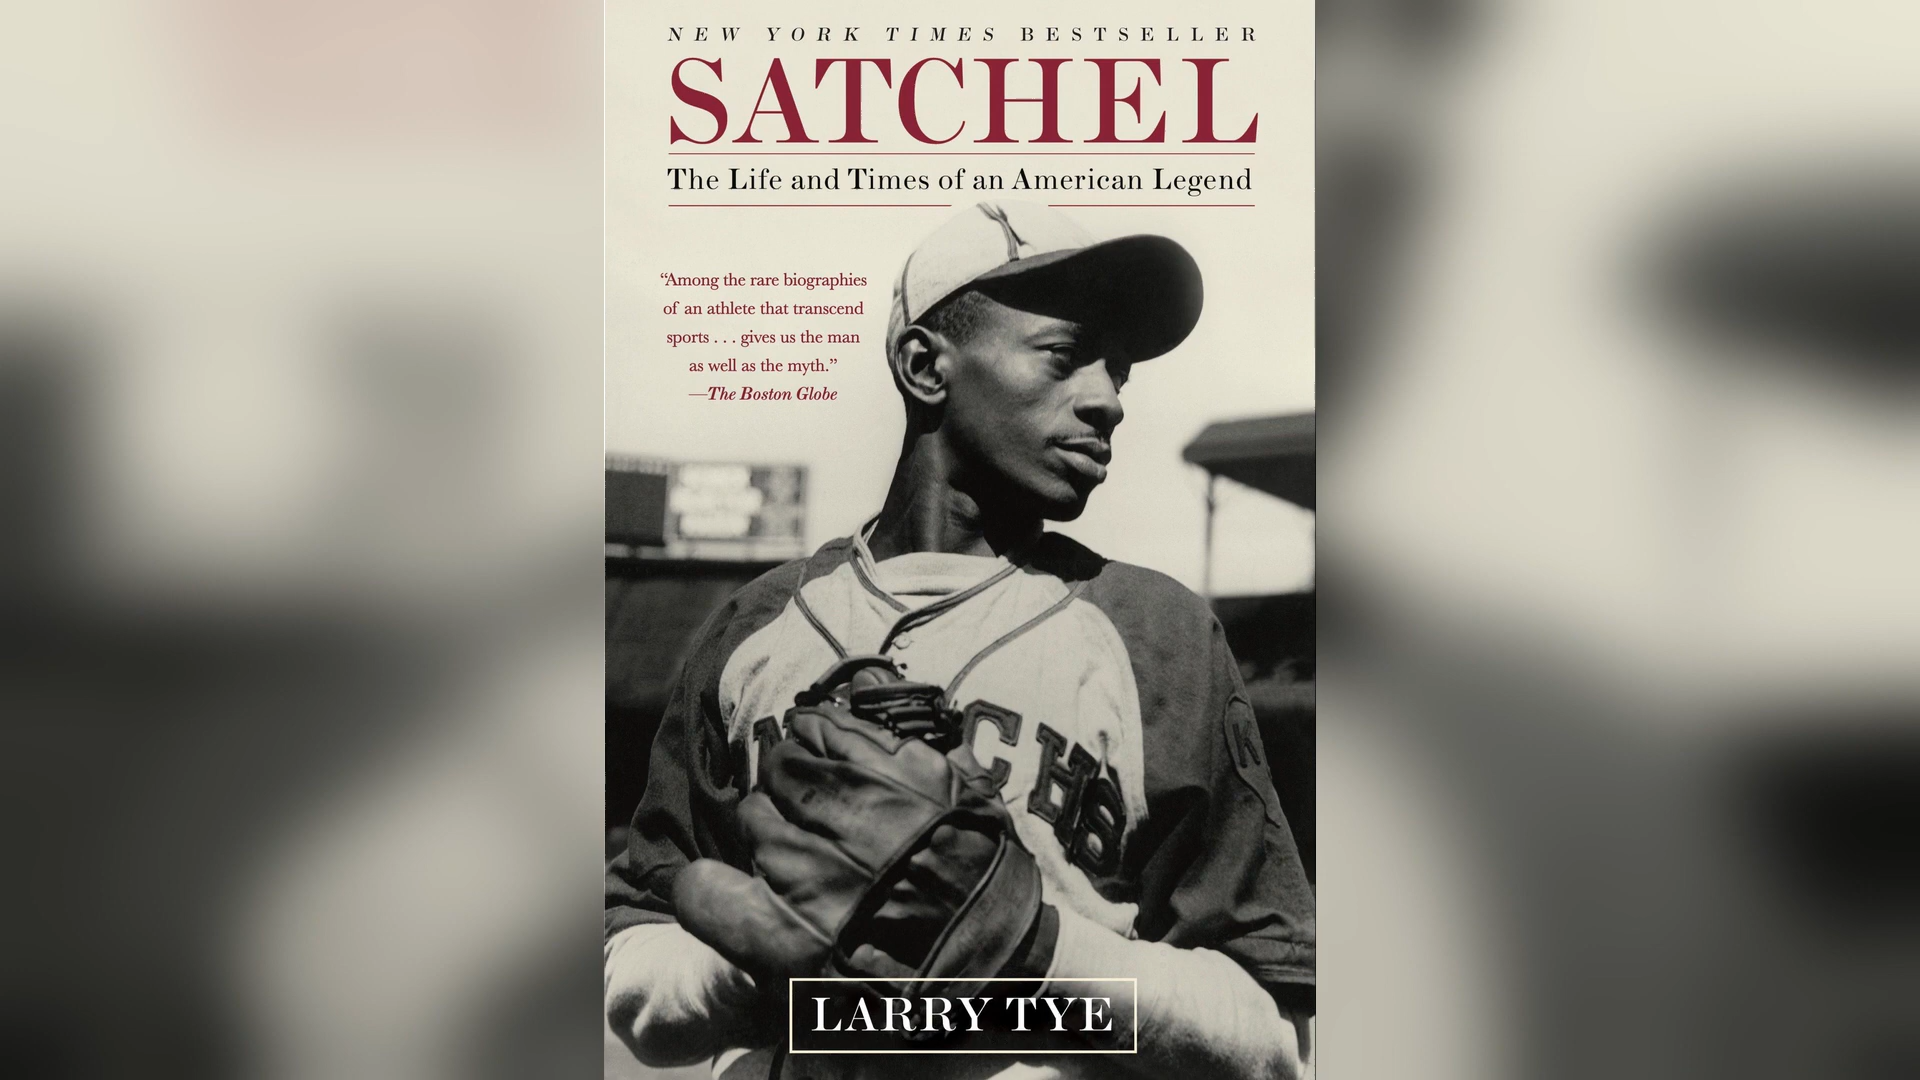 NEW YORK TIMES BESTSELLER
SATCHEL
The Life and Times of an American Legend
“Among the rare biographies
of an athlete that transcend
sports . . . gives us the man
as well as the myth.”
—The Boston Globe
CHS
K
LARRY TYE